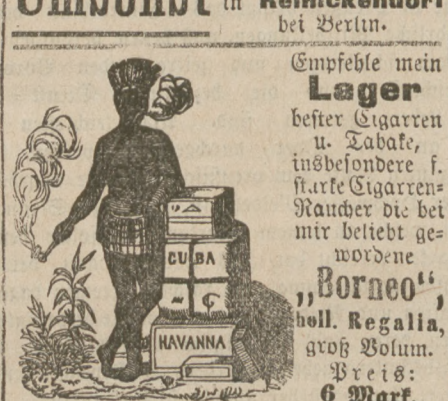 Umsonst in Reinickendorf
bei Berlin.
Empfehle mein
Lager
bester Cigarren
u. Tabake,
insbesondere f.
starke Cigarren-
Raucher die bei
mir beliebt ge-
wordene
„Borneo“,
holl. Regalia,
groß Volum.
Preis:
6 Mark.
CUBA
HAVANNA